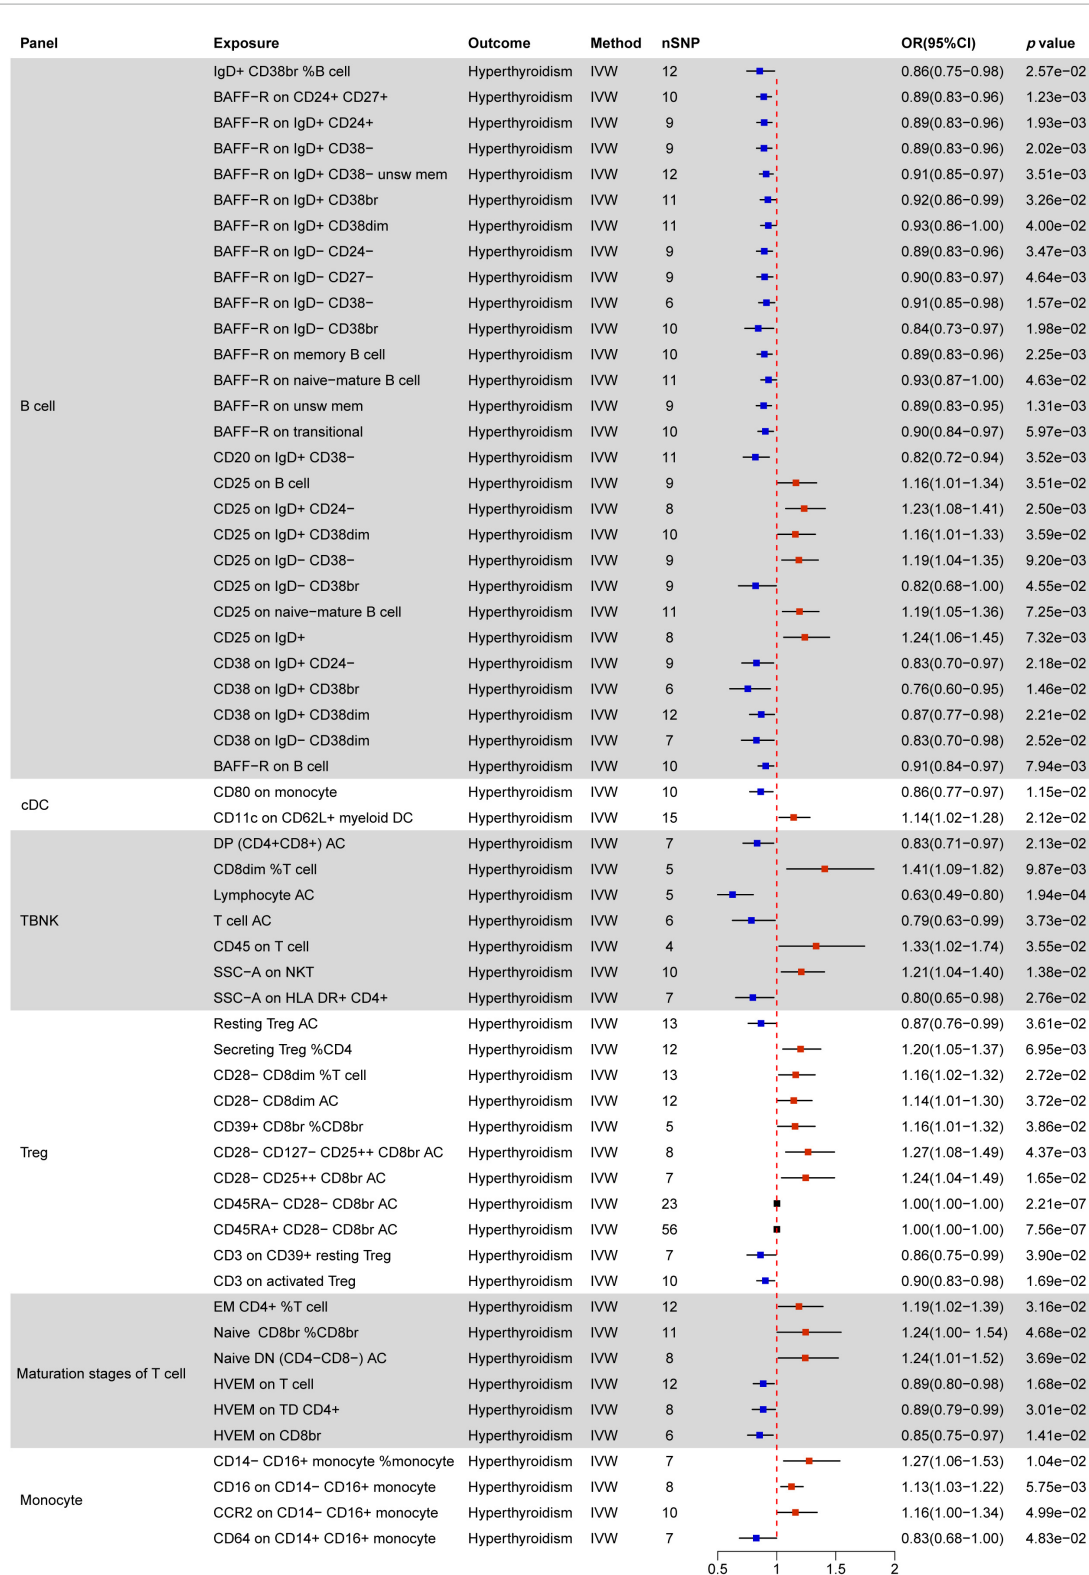 Panel Exposure Outcome Method nSNP OR(95%CI) p value
IgD+ CD38br %B cell Hyperthyroidism IVW 12 0.86(0.75−0.98) 2.57e−02
BAFF−R on CD24+ CD27+ Hyperthyroidism IVW 10 0.89(0.83−0.96) 1.23e−03
BAFF−R on IgD+ CD24+ Hyperthyroidism IVW 9 0.89(0.83−0.96) 1.93e−03
BAFF−R on IgD+ CD38− Hyperthyroidism IVW 9 0.89(0.83−0.96) 2.02e−03
BAFF−R on IgD+ CD38− unsw mem Hyperthyroidism IVW 12 0.91(0.85−0.97) 3.51e−03
BAFF−R on IgD+ CD38br Hyperthyroidism IVW 11 0.92(0.86−0.99) 3.26e−02
BAFF−R on IgD+ CD38dim Hyperthyroidism IVW 11 0.93(0.86−1.00) 4.00e−02
BAFF−R on IgD− CD24− Hyperthyroidism IVW 9 0.89(0.83−0.96) 3.47e−03
BAFF−R on IgD− CD27− Hyperthyroidism IVW 9 0.90(0.83−0.97) 4.64e−03
BAFF−R on IgD− CD38− Hyperthyroidism IVW 6 0.91(0.85−0.98) 1.57e−02
BAFF−R on IgD− CD38br Hyperthyroidism IVW 10 0.84(0.73−0.97) 1.98e−02
BAFF−R on memory B cell Hyperthyroidism IVW 10 0.89(0.83−0.96) 2.25e−03
BAFF−R on naive−mature B cell Hyperthyroidism IVW 11 0.93(0.87−1.00) 4.63e−02
B cell BAFF−R on unsw mem Hyperthyroidism IVW 9 0.89(0.83−0.95) 1.31e−03
BAFF−R on transitional Hyperthyroidism IVW 10 0.90(0.84−0.97) 5.97e−03
CD20 on IgD+ CD38− Hyperthyroidism IVW 11 0.82(0.72−0.94) 3.52e−03
CD25 on B cell Hyperthyroidism IVW 9 1.16(1.01−1.34) 3.51e−02
CD25 on IgD+ CD24− Hyperthyroidism IVW 8 1.23(1.08−1.41) 2.50e−03
CD25 on IgD+ CD38dim Hyperthyroidism IVW 10 1.16(1.01−1.33) 3.59e−02
CD25 on IgD− CD38− Hyperthyroidism IVW 9 1.19(1.04−1.35) 9.20e−03
CD25 on IgD− CD38br Hyperthyroidism IVW 9 0.82(0.68−1.00) 4.55e−02
CD25 on naive−mature B cell Hyperthyroidism IVW 11 1.19(1.05−1.36) 7.25e−03
CD25 on IgD+ Hyperthyroidism IVW 8 1.24(1.06−1.45) 7.32e−03
CD38 on IgD+ CD24− Hyperthyroidism IVW 9 0.83(0.70−0.97) 2.18e−02
CD38 on IgD+ CD38br Hyperthyroidism IVW 6 0.76(0.60−0.95) 1.46e−02
CD38 on IgD+ CD38dim Hyperthyroidism IVW 12 0.87(0.77−0.98) 2.21e−02
CD38 on IgD− CD38dim Hyperthyroidism IVW 7 0.83(0.70−0.98) 2.52e−02
BAFF−R on B cell Hyperthyroidism IVW 10 0.91(0.84−0.97) 7.94e−03
CD80 on monocyte Hyperthyroidism IVW 10 0.86(0.77−0.97) 1.15e−02
cDC
CD11c on CD62L+ myeloid DC Hyperthyroidism IVW 15 1.14(1.02−1.28) 2.12e−02
DP (CD4+CD8+) AC Hyperthyroidism IVW 7 0.83(0.71−0.97) 2.13e−02
CD8dim %T cell Hyperthyroidism IVW 5 1.41(1.09−1.82) 9.87e−03
Lymphocyte AC Hyperthyroidism IVW 5 0.63(0.49−0.80) 1.94e−04
TBNK T cell AC Hyperthyroidism IVW 6 0.79(0.63−0.99) 3.73e−02
CD45 on T cell Hyperthyroidism IVW 4 1.33(1.02−1.74) 3.55e−02
SSC−A on NKT Hyperthyroidism IVW 10 1.21(1.04−1.40) 1.38e−02
SSC−A on HLA DR+ CD4+ Hyperthyroidism IVW 7 0.80(0.65−0.98) 2.76e−02
Resting Treg AC Hyperthyroidism IVW 13 0.87(0.76−0.99) 3.61e−02
Secreting Treg %CD4 Hyperthyroidism IVW 12 1.20(1.05−1.37) 6.95e−03
CD28− CD8dim %T cell Hyperthyroidism IVW 13 1.16(1.02−1.32) 2.72e−02
CD28− CD8dim AC Hyperthyroidism IVW 12 1.14(1.01−1.30) 3.72e−02
CD39+ CD8br %CD8br Hyperthyroidism IVW 5 1.16(1.01−1.32) 3.86e−02
Treg CD28− CD127− CD25++ CD8br AC Hyperthyroidism IVW 8 1.27(1.08−1.49) 4.37e−03
CD28− CD25++ CD8br AC Hyperthyroidism IVW 7 1.24(1.04−1.49) 1.65e−02
CD45RA− CD28− CD8br AC Hyperthyroidism IVW 23 1.00(1.00−1.00) 2.21e−07
CD45RA+ CD28− CD8br AC Hyperthyroidism IVW 56 1.00(1.00−1.00) 7.56e−07
CD3 on CD39+ resting Treg Hyperthyroidism IVW 7 0.86(0.75−0.99) 3.90e−02
CD3 on activated Treg Hyperthyroidism IVW 10 0.90(0.83−0.98) 1.69e−02
EM CD4+ %T cell Hyperthyroidism IVW 12 1.19(1.02−1.39) 3.16e−02
Naive CD8br %CD8br Hyperthyroidism IVW 11 1.24(1.00− 1.54) 4.68e−02
Naive DN (CD4−CD8−) AC Hyperthyroidism IVW 8 1.24(1.01−1.52) 3.69e−02
Maturation stages of T cell
HVEM on T cell Hyperthyroidism IVW 12 0.89(0.80−0.98) 1.68e−02
HVEM on TD CD4+ Hyperthyroidism IVW 8 0.89(0.79−0.99) 3.01e−02
HVEM on CD8br Hyperthyroidism IVW 6 0.85(0.75−0.97) 1.41e−02
CD14− CD16+ monocyte %monocyte Hyperthyroidism IVW 7 1.27(1.06−1.53) 1.04e−02
CD16 on CD14− CD16+ monocyte Hyperthyroidism IVW 8 1.13(1.03−1.22) 5.75e−03
Monocyte
CCR2 on CD14− CD16+ monocyte Hyperthyroidism IVW 10 1.16(1.00−1.34) 4.99e−02
CD64 on CD14+ CD16+ monocyte Hyperthyroidism IVW 7 0.83(0.68−1.00) 4.83e−02
0.5 1 1.5 2